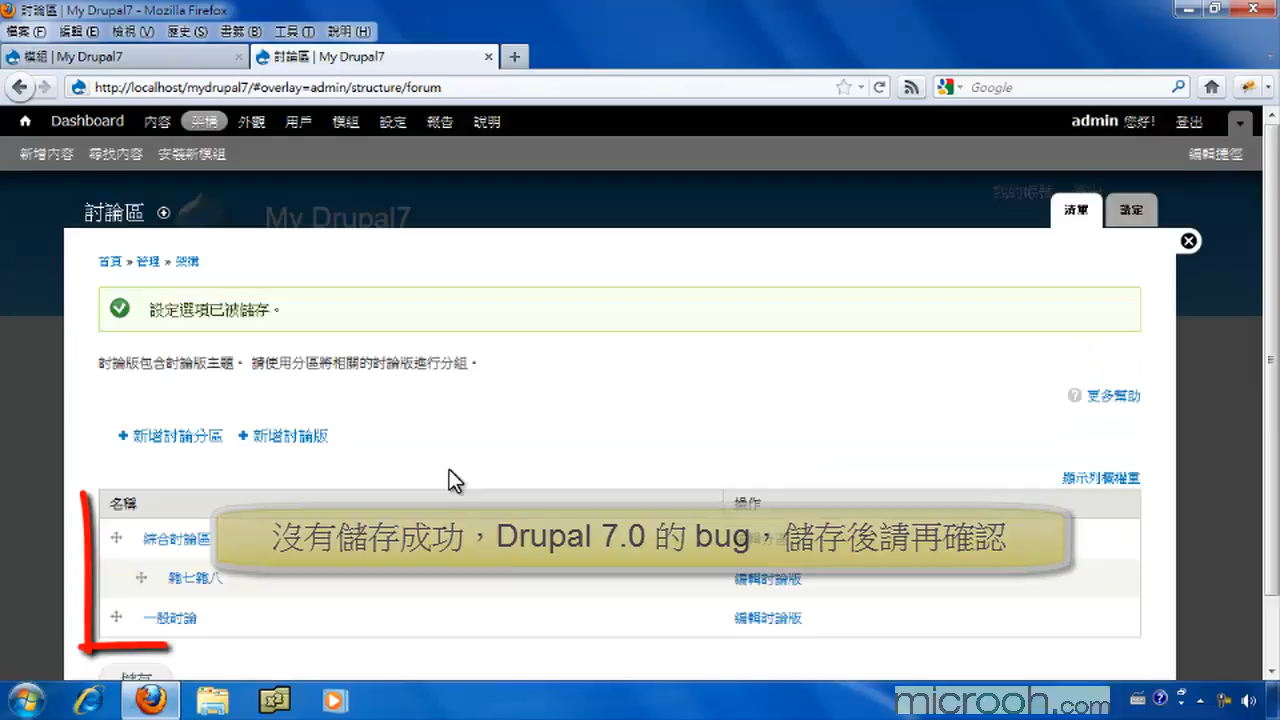 討論區 | My Drupal7 - Mozilla Firefox
檔案(F) 編輯(E) 檢視(V) 歷史(S) 書籤(B) 工具(T) 說明(H)
模組 | My Drupal7 討論區 | My Drupal7
http://localhost/mydrupal7/#overlay=admin/structure/forum Google
Dashboard 內容 架構 外觀 用戶 模組 設定 報告 說明 admin 您好! 登出
新增內容 尋找內容 安裝新模組 編輯捷徑
我的帳號 登出
討論區 My Drupal7 清單 設定
首頁 » 管理 » 架構
設定選項已被儲存。
討論版包含討論版主題。 請使用分區將相關的討論版進行分組。
更多幫助
新增討論分區 新增討論版
顯示列欄權重
名稱 操作
綜合討論區
沒有儲存成功，Drupal 7.0 的 bug，儲存後請再確認
雜七雜八 編輯討論版
一般討論 編輯討論版
儲存
microoh.com